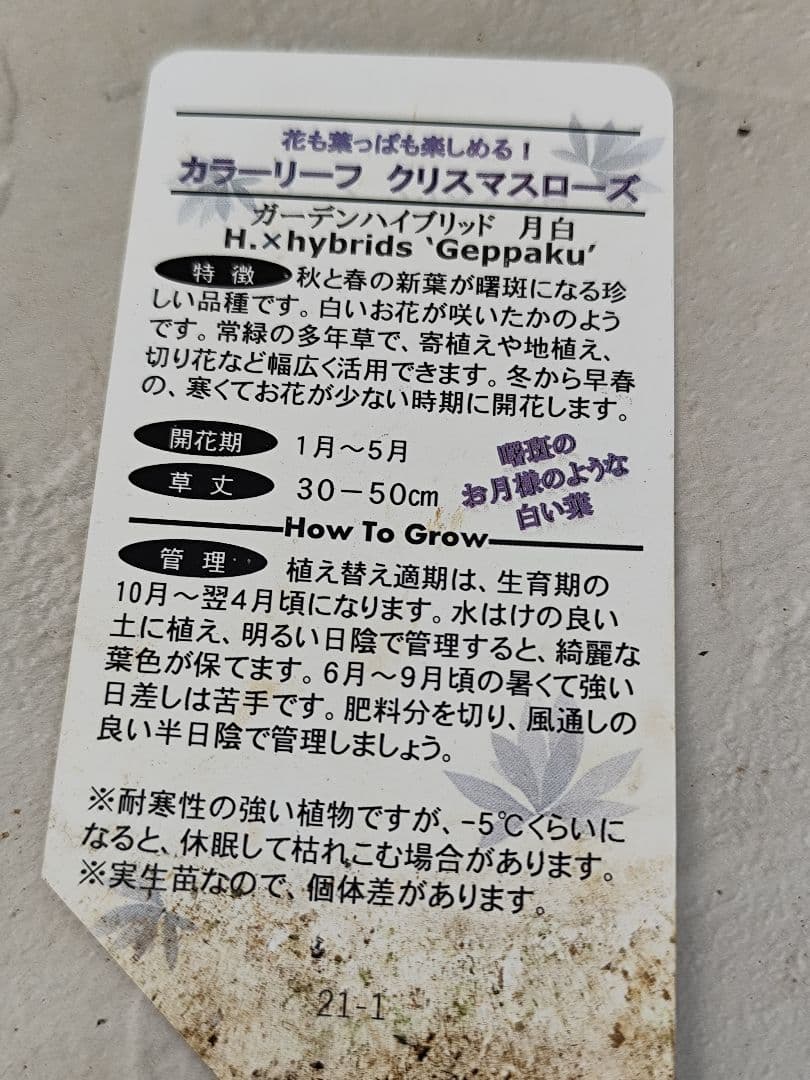 花も葉っぱも楽しめる！
カラーリーフ クリスマスローズ
ガーデンハイブリッド 月白
H.×hybrids ‘Geppaku’
特徴 秋と春の新葉が曙斑になる珍
しい品種です。白いお花が咲いたかのよう
です。常緑の多年草で、寄植えや地植え、
切り花など幅広く活用できます。冬から早春
の、寒くてお花が少ない時期に開花します。
開花期 1月～5月
草丈 30－50cm
曙斑の
お月様のような
白い葉
How To Grow
管理 植え替え適期は、生育期の
10月～翌4月頃になります。水はけの良い
土に植え、明るい日陰で管理すると、綺麗な
葉色が保てます。6月～9月頃の暑くて強い
日差しは苦手です。肥料分を切り、風通しの
良い半日陰で管理しましょう。
※耐寒性の強い植物ですが、-5℃くらいに
なると、休眠して枯れこむ場合があります。
※実生苗なので、個体差があります。
21-1